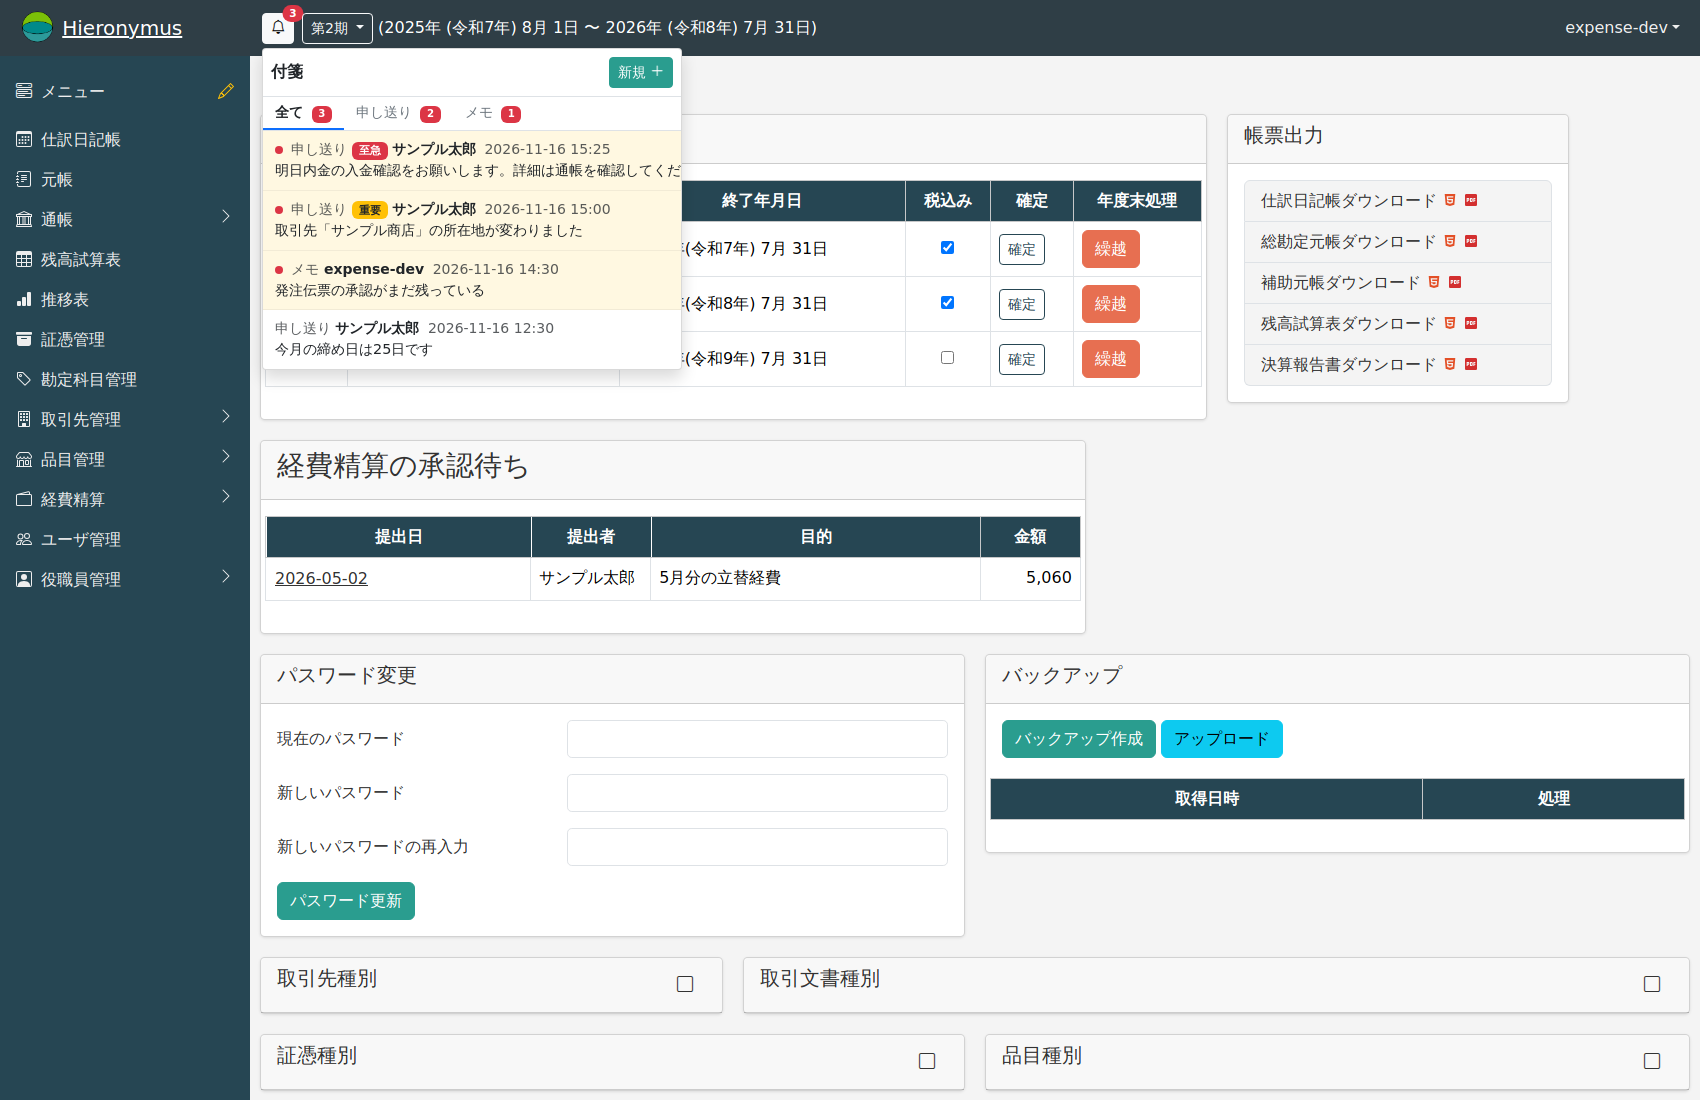 Hieronymus
3
第2期
(2025年 (令和7年) 8月 1日 〜 2026年 (令和8年) 7月 31日)
expense-dev
メニュー
仕訳日記帳
元帳
通帳
残高試算表
推移表
証憑管理
勘定科目管理
取引先管理
品目管理
経費精算
ユーザ管理
役職員管理
付箋
新規 +
全て 3
申し送り 2
メモ 1
申し送り 至急 サンプル太郎 2026-11-16 15:25
明日内金の入金確認をお願いします。詳細は通帳を確認してくだ
申し送り 重要 サンプル太郎 2026-11-16 15:00
取引先「サンプル商店」の所在地が変わりました
メモ expense-dev 2026-11-16 14:30
発注伝票の承認がまだ残っている
申し送り サンプル太郎 2026-11-16 12:30
今月の締め日は25日です
終了年月日 税込み 確定 年度末処理
(令和7年) 7月 31日 確定 繰越
(令和8年) 7月 31日 確定 繰越
(令和9年) 7月 31日 確定 繰越
帳票出力
仕訳日記帳ダウンロード PDF
総勘定元帳ダウンロード PDF
補助元帳ダウンロード PDF
残高試算表ダウンロード PDF
決算報告書ダウンロード PDF
経費精算の承認待ち
提出日 提出者 目的 金額
2026-05-02 サンプル太郎 5月分の立替経費 5,060
パスワード変更
現在のパスワード
新しいパスワード
新しいパスワードの再入力
パスワード更新
バックアップ
バックアップ作成 アップロード
取得日時 処理
取引先種別
取引文書種別
証憑種別
品目種別